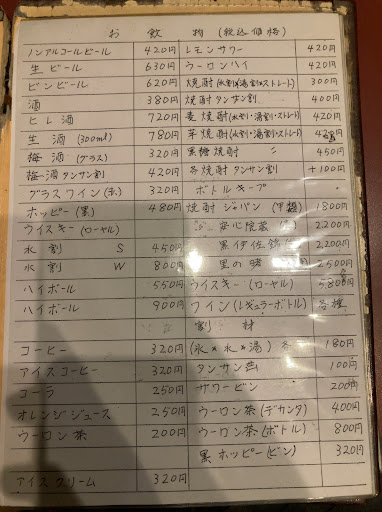 お飲物 (税込価格)
ノンアルコールビール 420円 レモンサワー 420円
生ビール 630円 ウーロンハイ 420円
ビンビール 620円 焼酎(水割・湯割・ストレート) 300円
酒 380円 焼酎タンサン割 400円
ヒレ酒 720円 麦焼酎(水割・湯割・ストレート) 420円
生酒 (300ml) 780円 芋焼酎(水割・湯割・ストレート) 円
梅酒 (グラス) 320円 黒糖焼酎 〃 450円
梅酒タンサン割 420円 各焼酎タンサン割 +100円
グラスワイン(赤) 320円 ボトルキープ
ホッピー(黒) 480円 焼酎 ジャパン (甲類) 1800円
ウイスキー(ローヤル) 〃 安心院蔵 2,200円
水割 S 450円 黒伊佐錦 2,200円
水割 W 800円 里の曙 2500円
ハイボール 550円 ウイスキー (ローヤル) 5,800円
ハイボール 900円 ワイン(レギュラーボトル) 各種
割材
コーヒー 320円 (氷×水×湯) 各 180円
アイスコーヒー 320円 タンサン 100円
コーラ 250円 サワービン 200円
オレンジジュース 250円 ウーロン茶(デカンタ) 400円
ウーロン茶 200円 ウーロン茶(ボトル) 800円
黒ホッピー(ビン) 320円
アイスクリーム 320円